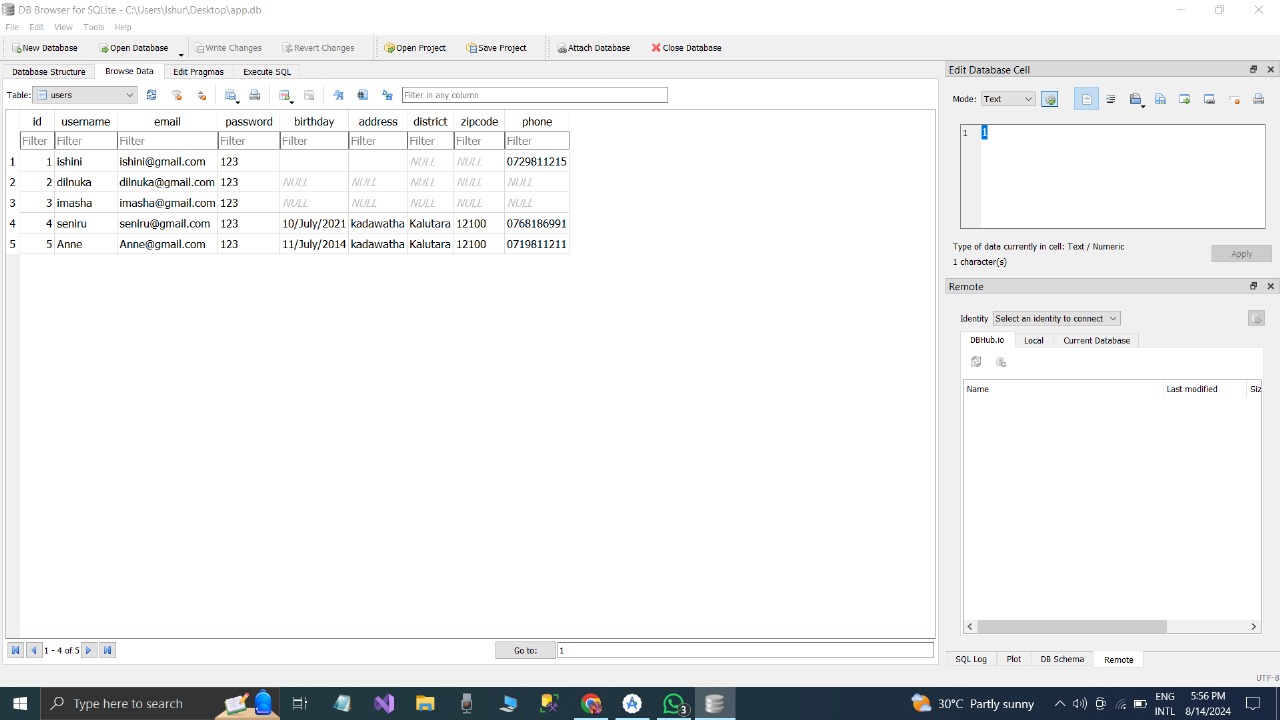 DB Browser for SQLite - C:\Users\Ishur\Desktop\app.db
File Edit View Tools Help
New Database Open Database Write Changes Revert Changes Open Project Save Project Attach Database Close Database
Database Structure Browse Data Edit Pragmas Execute SQL
Table: users Filter in any column
id username email password birthday address district zipcode phone
Filter Filter Filter Filter Filter Filter Filter Filter Filter
1 1 ishini ishini@gmail.com 123 NULL NULL 0729811215
2 2 dilnuka dilnuka@gmail.com 123 NULL NULL NULL NULL NULL
3 3 imasha imasha@gmail.com 123 NULL NULL NULL NULL NULL
4 4 seniru seniru@gmail.com 123 10/July/2021 kadawatha Kalutara 12100 0768186991
5 5 Anne Anne@gmail.com 123 11/July/2014 kadawatha Kalutara 12100 0719811211
1 - 4 of 5 Go to: 1
Edit Database Cell
Mode: Text
1 1
Type of data currently in cell: Text / Numeric
1 character(s)
Apply
Remote
Identity Select an identity to connect
DBHub.io Local Current Database
Name Last modified Siz
SQL Log Plot DB Schema Remote
UTF-8
Type here to search
3
30°C Partly sunny
ENG
INTL
5:56 PM
8/14/2024